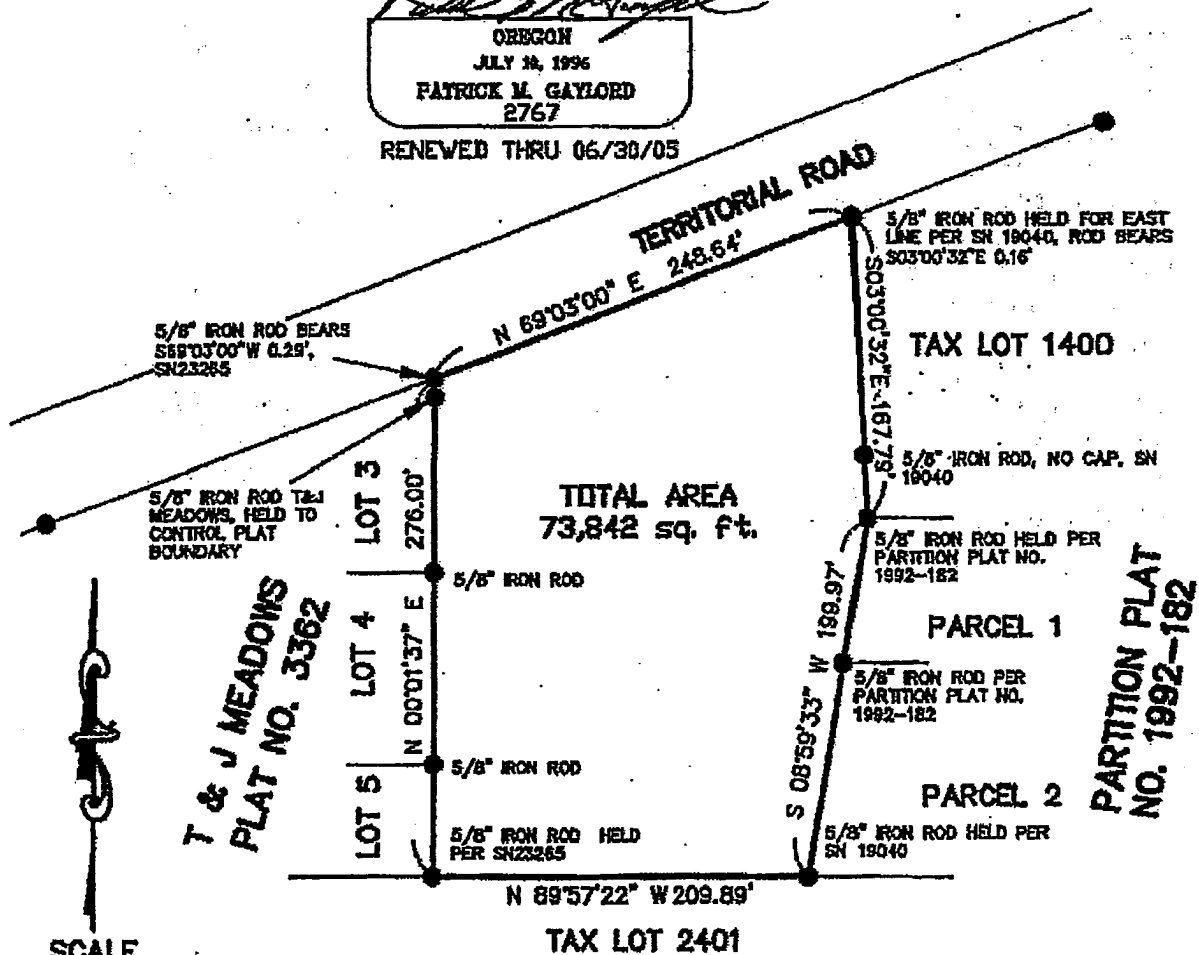 OREGON
JULY 18, 1996
PATRICK M. GAYLORD
2767
RENEWED THRU 06/30/05
TERRITORIAL ROAD
N 69°03'00" E 248.64'
5/8" IRON ROD HELD FOR EAST
LINE PER SN 19040, ROD BEARS
S03°00'32"E 0.16'
5/8" IRON ROD BEARS
S69°03'00"W 0.29',
SN23265
S03°00'32"E 167.79'
TAX LOT 1400
5/8" IRON ROD, NO CAP, SN
19040
5/8" IRON ROD T&J
MEADOWS, HELD TO
CONTROL PLAT
BOUNDARY
LOT 3
276.00'
TOTAL AREA
73,842 sq. ft.
5/8" IRON ROD HELD PER
PARTITION PLAT NO.
1992-182
5/8" IRON ROD
T & J MEADOWS
PLAT NO. 3362
LOT 4
N 00°01'37" E
S 08°59'33" W 199.97'
PARCEL 1
PARTITION PLAT
NO. 1992-182
5/8" IRON ROD PER
PARTITION PLAT NO.
1992-182
5/8" IRON ROD
PARCEL 2
LOT 5
5/8" IRON ROD HELD
PER SN23265
5/8" IRON ROD HELD PER
SN 19040
N 89°57'22" W 209.89'
TAX LOT 2401
SCALE